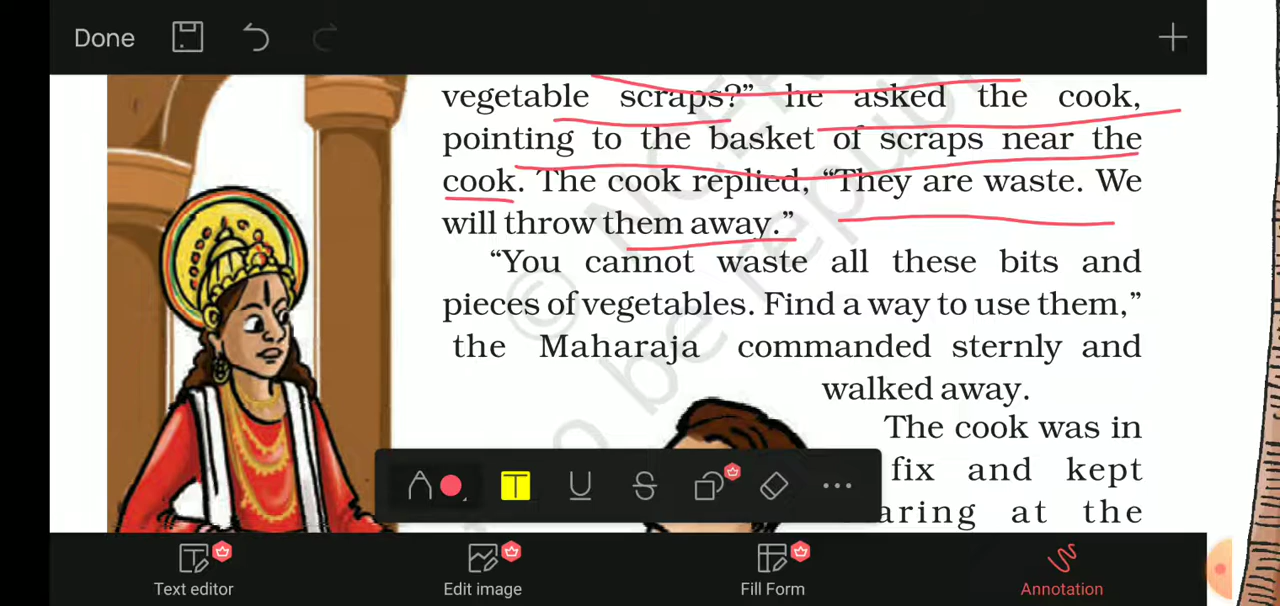 Done
vegetable scraps?” he asked the cook,
pointing to the basket of scraps near the
cook. The cook replied, “They are waste. We
will throw them away.”
“You cannot waste all these bits and
pieces of vegetables. Find a way to use them,”
the Maharaja commanded sternly and
walked away.
The cook was in
fix and kept
aring at the
T
U
S
Text editor
Edit image
Fill Form
Annotation